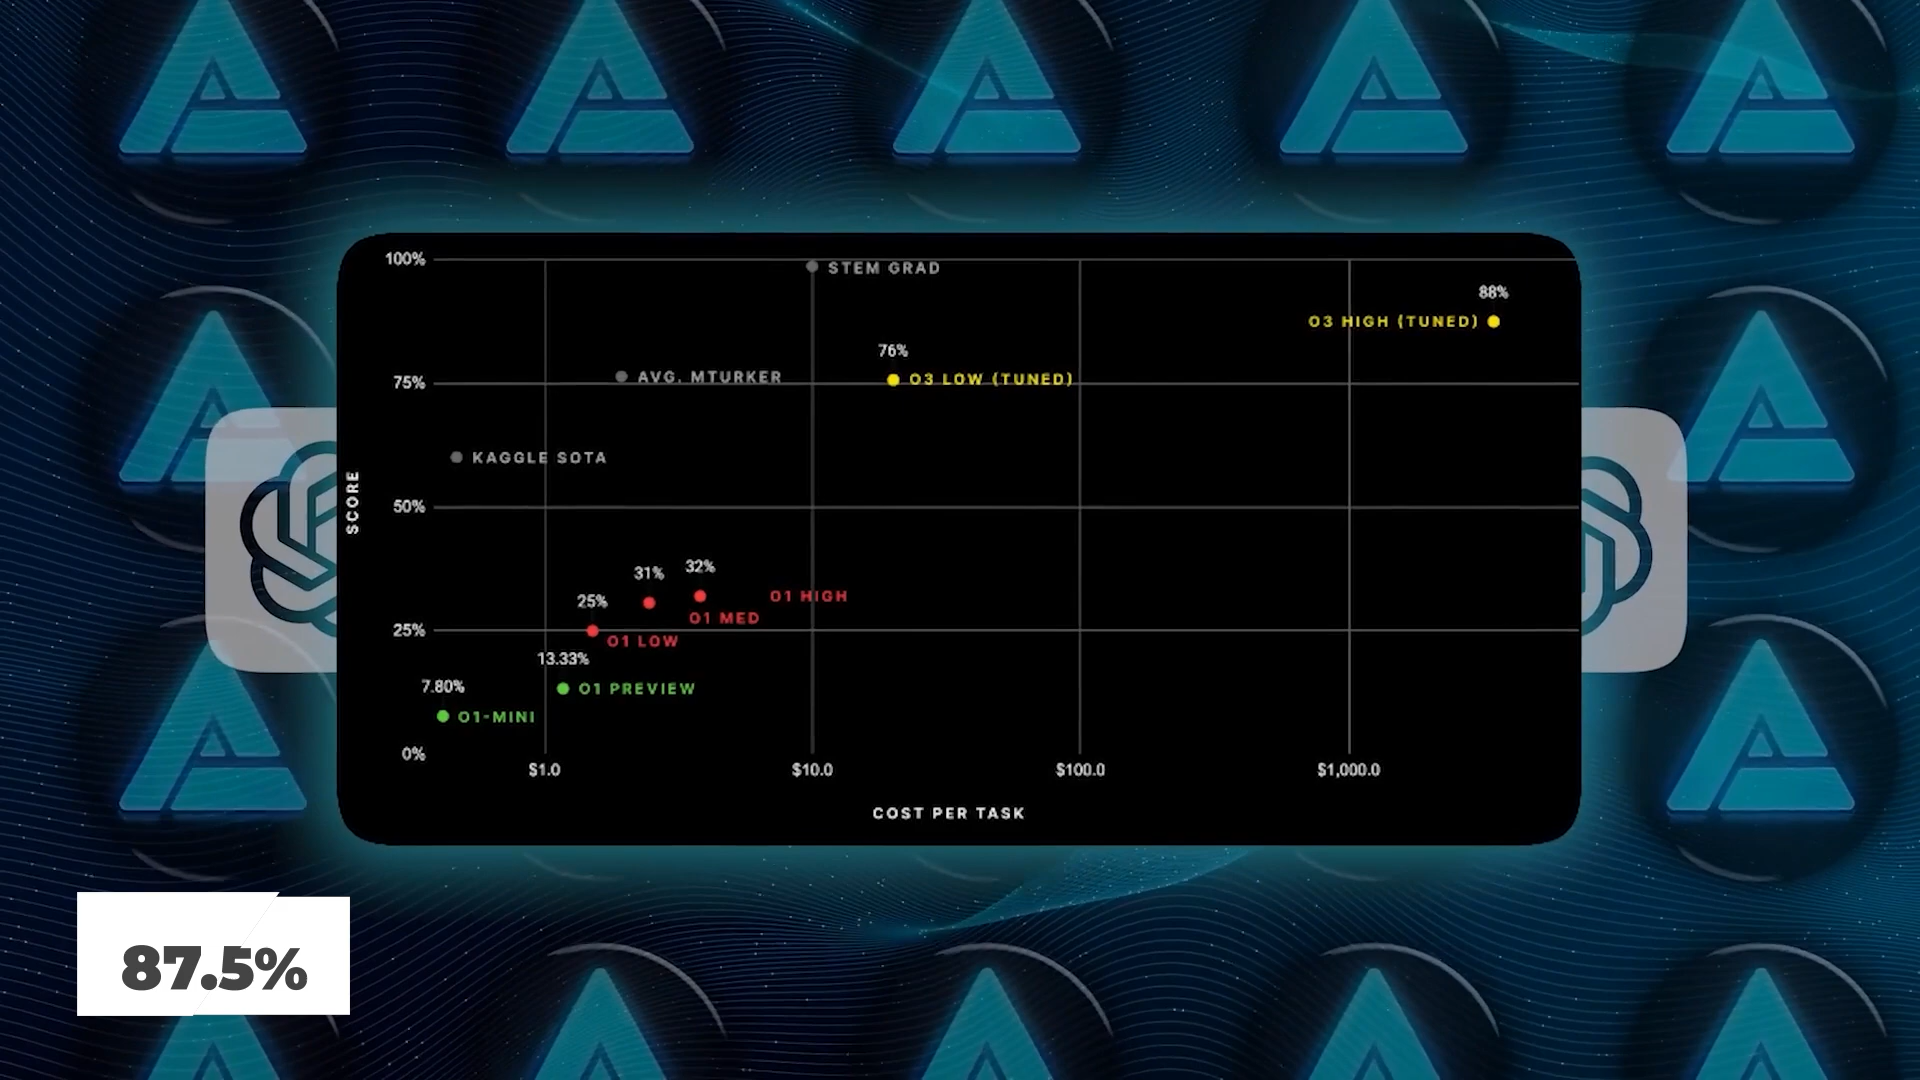 100%
STEM GRAD
88%
O3 HIGH (TUNED)
76%
75%
AVG. MTURKER
O3 LOW (TUNED)
KAGGLE SOTA
SCORE
50%
31%
32%
25%
O1 HIGH
O1 MED
25%
O1 LOW
13.33%
7.80%
O1 PREVIEW
O1-MINI
0%
$1.0
$10.0
$100.0
$1,000.0
COST PER TASK
87.5%